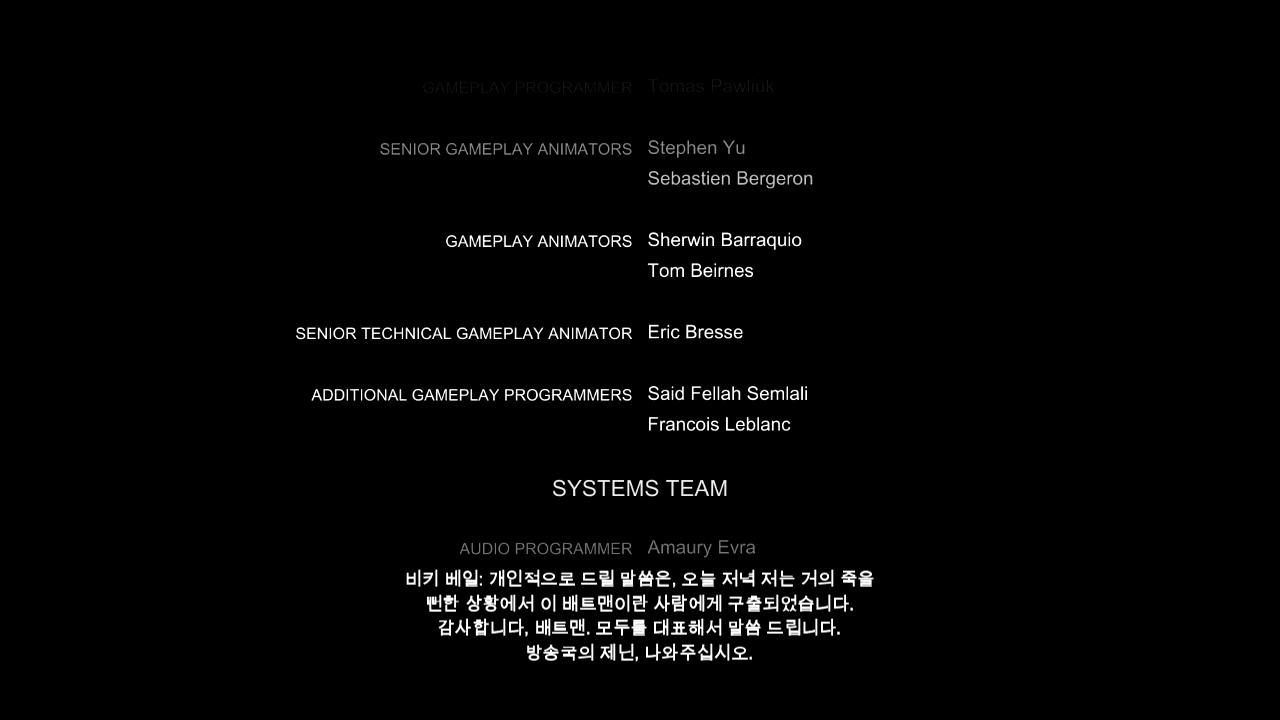 GAMEPLAY PROGRAMMER Tomas Pawliuk
SENIOR GAMEPLAY ANIMATORS Stephen Yu
Sebastien Bergeron
GAMEPLAY ANIMATORS Sherwin Barraquio
Tom Beirnes
SENIOR TECHNICAL GAMEPLAY ANIMATOR Eric Bresse
ADDITIONAL GAMEPLAY PROGRAMMERS Said Fellah Semlali
Francois Leblanc
SYSTEMS TEAM
AUDIO PROGRAMMER Amaury Evra
비키 베일: 개인적으로 드릴 말씀은, 오늘 저녁 저는 거의 죽을
뻔한 상황에서 이 배트맨이란 사람에게 구출되었습니다.
감사합니다, 배트맨. 모두를 대표해서 말씀 드립니다.
방송국의 제닌, 나와주십시오.